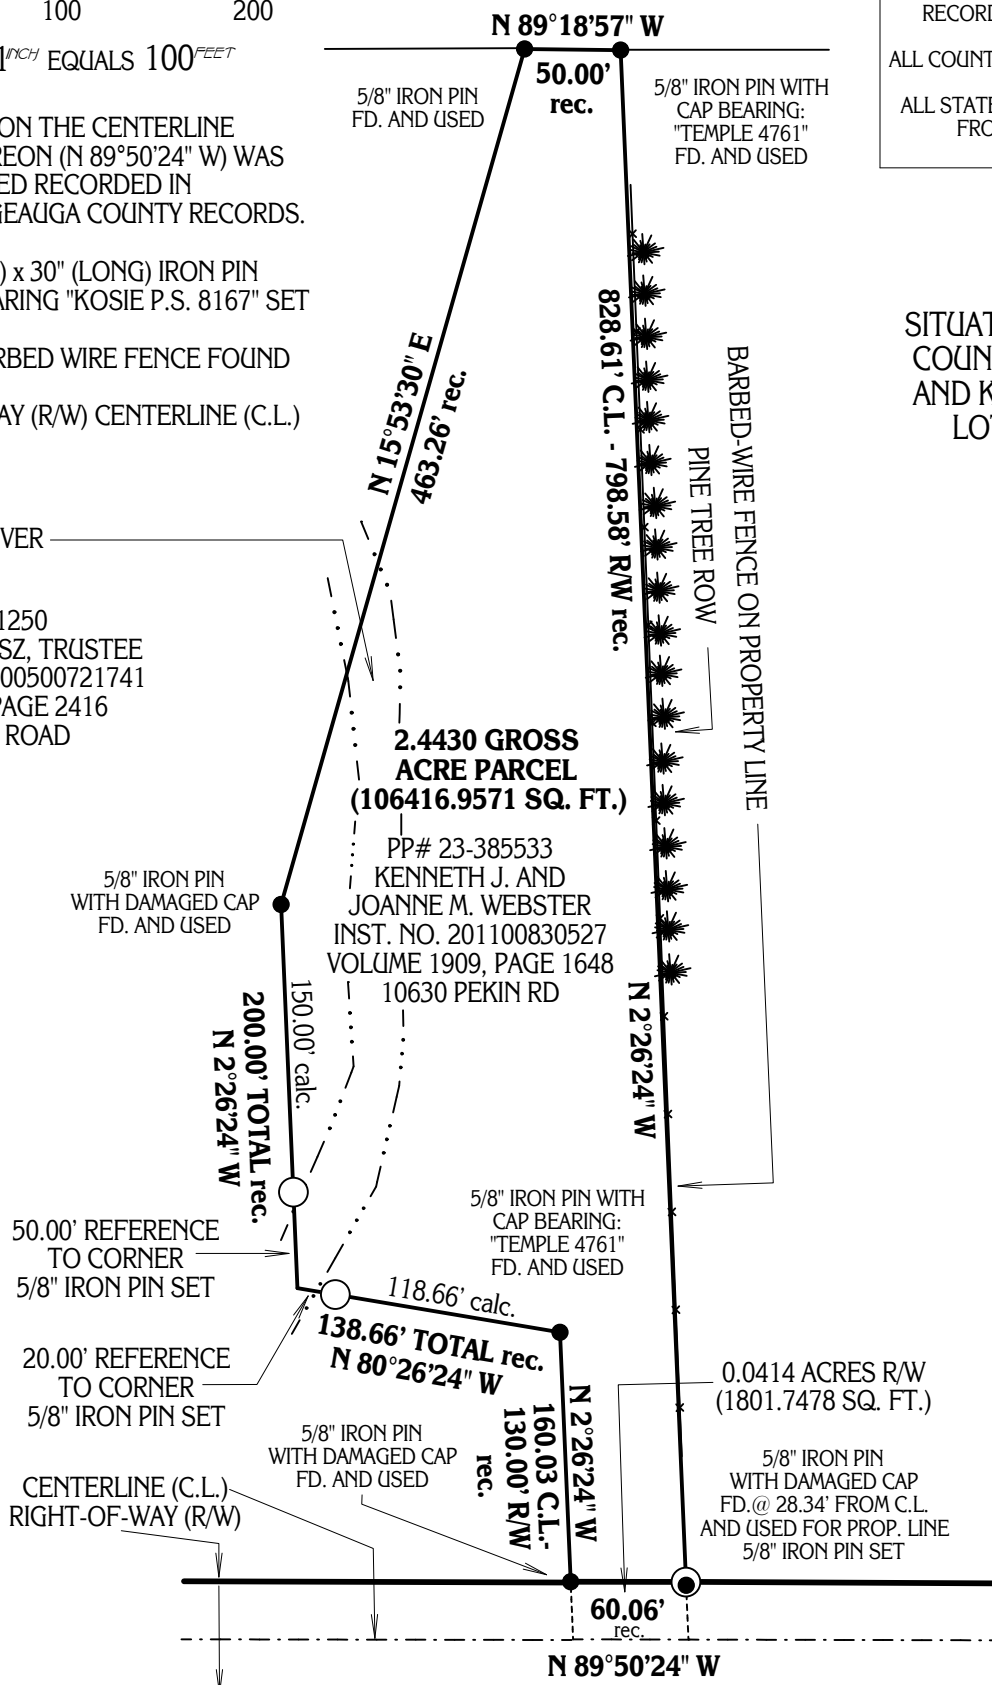 100
200
1INCH EQUALS 100FEET
ON THE CENTERLINE
REON (N 89°50'24" W) WAS
ED RECORDED IN
GEAUGA COUNTY RECORDS.
) x 30" (LONG) IRON PIN
ARING "KOSIE P.S. 8167" SET
RBED WIRE FENCE FOUND
AY (R/W) CENTERLINE (C.L.)
VER
1250
SZ, TRUSTEE
00500721741
PAGE 2416
ROAD
N 89°18'57" W
50.00'
rec.
5/8" IRON PIN
FD. AND USED
5/8" IRON PIN WITH
CAP BEARING:
"TEMPLE 4761"
FD. AND USED
RECORD
ALL COUNT
ALL STATE
FRO
SITUAT
COUN
AND K
LO
N 15°53'30" E
463.26' rec.
828.61' C.L. - 798.58' R/W rec.
PINE TREE ROW
BARBED-WIRE FENCE ON PROPERTY LINE
2.4430 GROSS
ACRE PARCEL
(106416.9571 SQ. FT.)
PP# 23-385533
KENNETH J. AND
JOANNE M. WEBSTER
INST. NO. 201100830527
VOLUME 1909, PAGE 1648
10630 PEKIN RD
5/8" IRON PIN
WITH DAMAGED CAP
FD. AND USED
150.00' calc.
200.00' TOTAL rec.
N 2°26'24" W
N 2°26'24" W
50.00' REFERENCE
TO CORNER
5/8" IRON PIN SET
5/8" IRON PIN WITH
CAP BEARING:
"TEMPLE 4761"
FD. AND USED
118.66' calc.
138.66' TOTAL rec.
N 80°26'24" W
20.00' REFERENCE
TO CORNER
5/8" IRON PIN SET
N 2°26'24" W
160.03 C.L.-
130.00' R/W
rec.
0.0414 ACRES R/W
(1801.7478 SQ. FT.)
5/8" IRON PIN
WITH DAMAGED CAP
FD. AND USED
5/8" IRON PIN
WITH DAMAGED CAP
FD.@ 28.34' FROM C.L.
AND USED FOR PROP. LINE
5/8" IRON PIN SET
CENTERLINE (C.L.)
RIGHT-OF-WAY (R/W)
60.06'
rec.
N 89°50'24" W